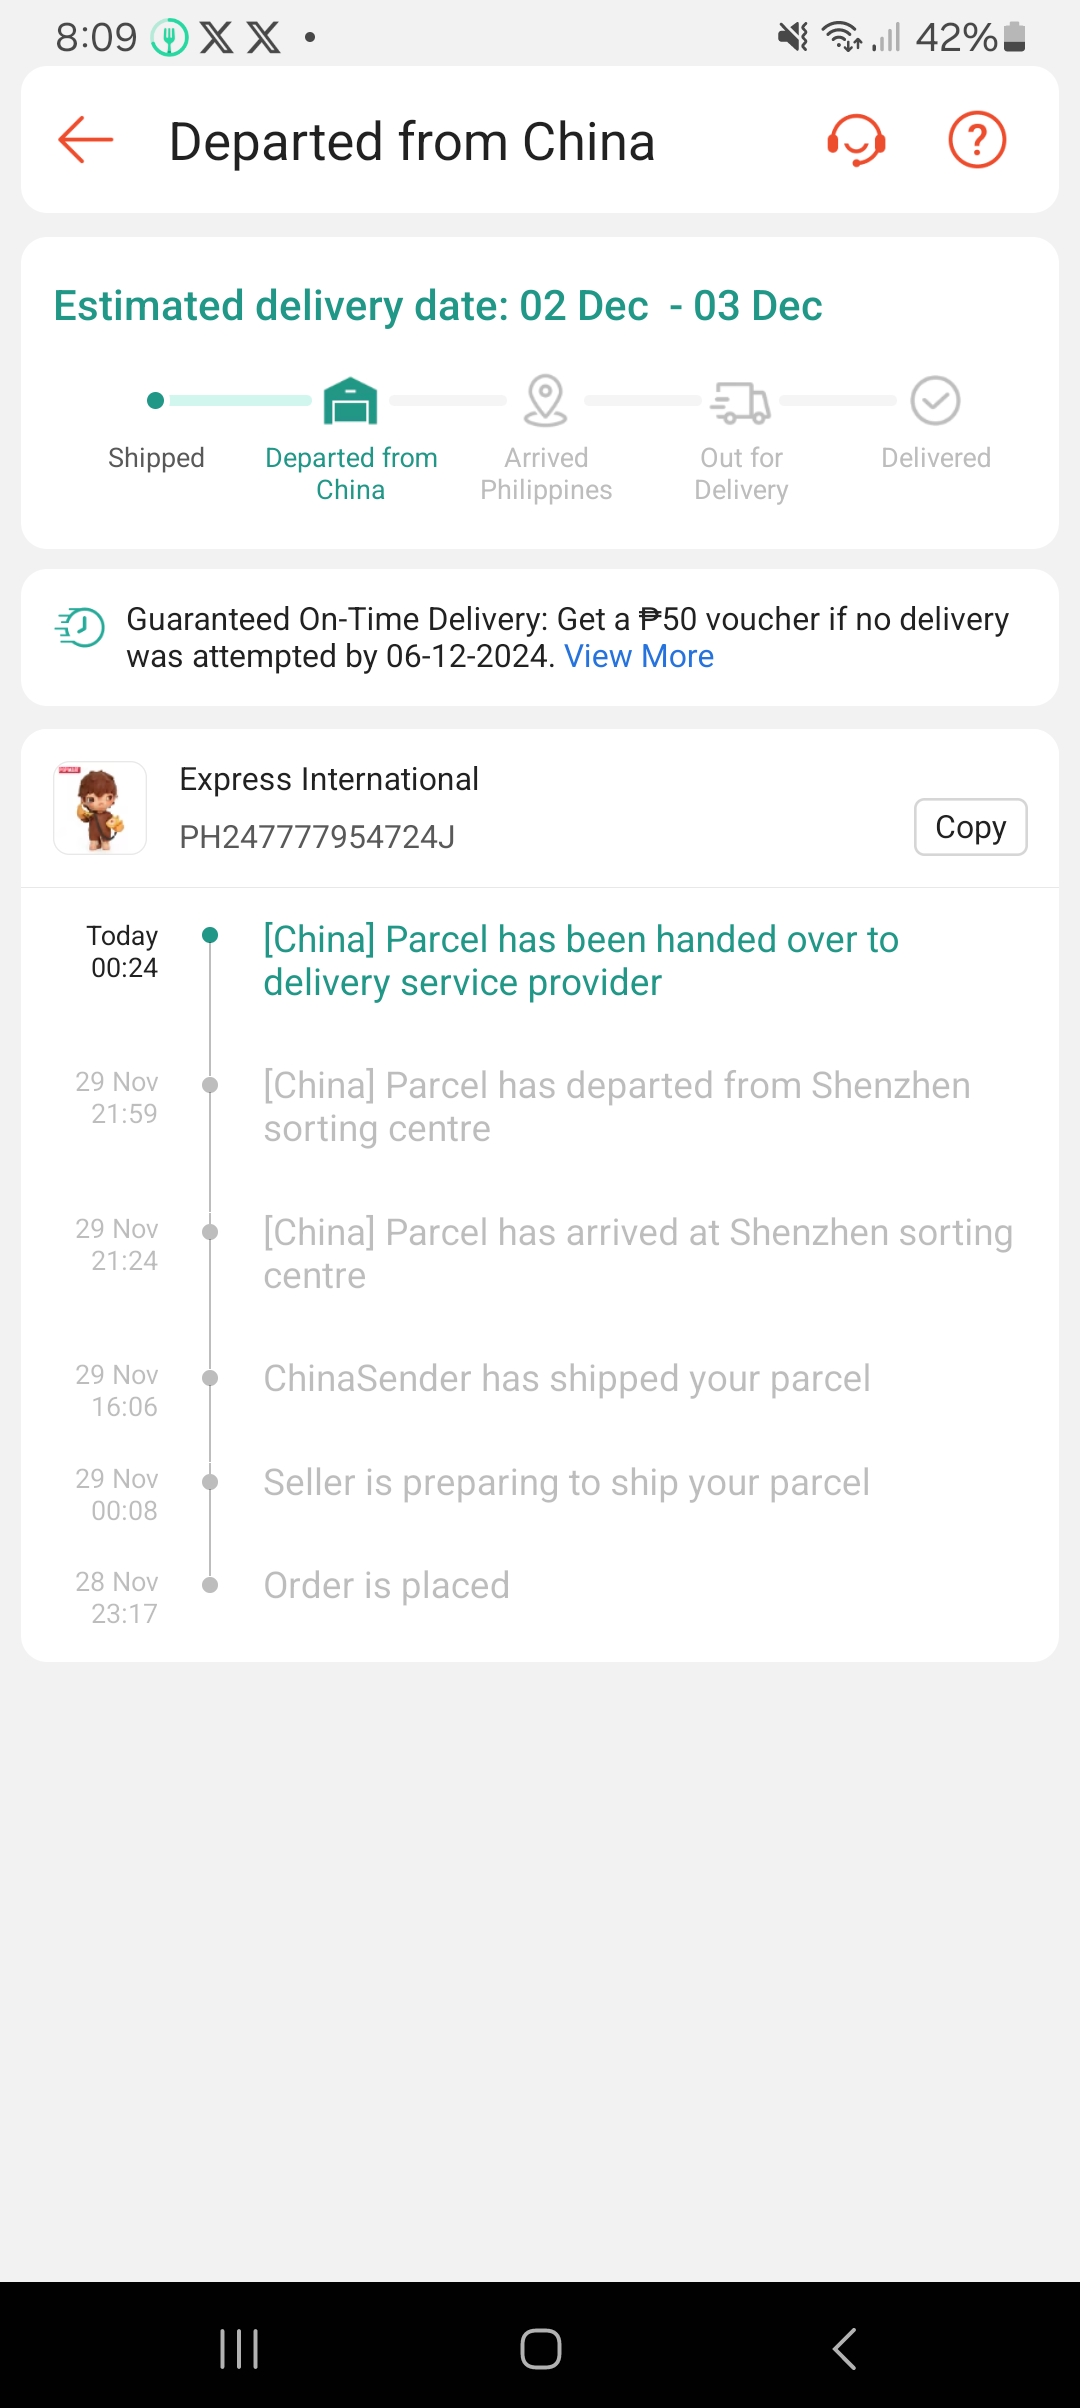 8:09
42%
Departed from China
Estimated delivery date: 02 Dec - 03 Dec
Shipped
Departed from
China
Arrived
Philippines
Out for
Delivery
Delivered
Guaranteed On-Time Delivery: Get a ₱50 voucher if no delivery
was attempted by 06-12-2024. View More
Express International
PH247777954724J
Copy
Today
00:24
[China] Parcel has been handed over to
delivery service provider
29 Nov
21:59
[China] Parcel has departed from Shenzhen
sorting centre
29 Nov
21:24
[China] Parcel has arrived at Shenzhen sorting
centre
29 Nov
16:06
ChinaSender has shipped your parcel
29 Nov
00:08
Seller is preparing to ship your parcel
28 Nov
23:17
Order is placed